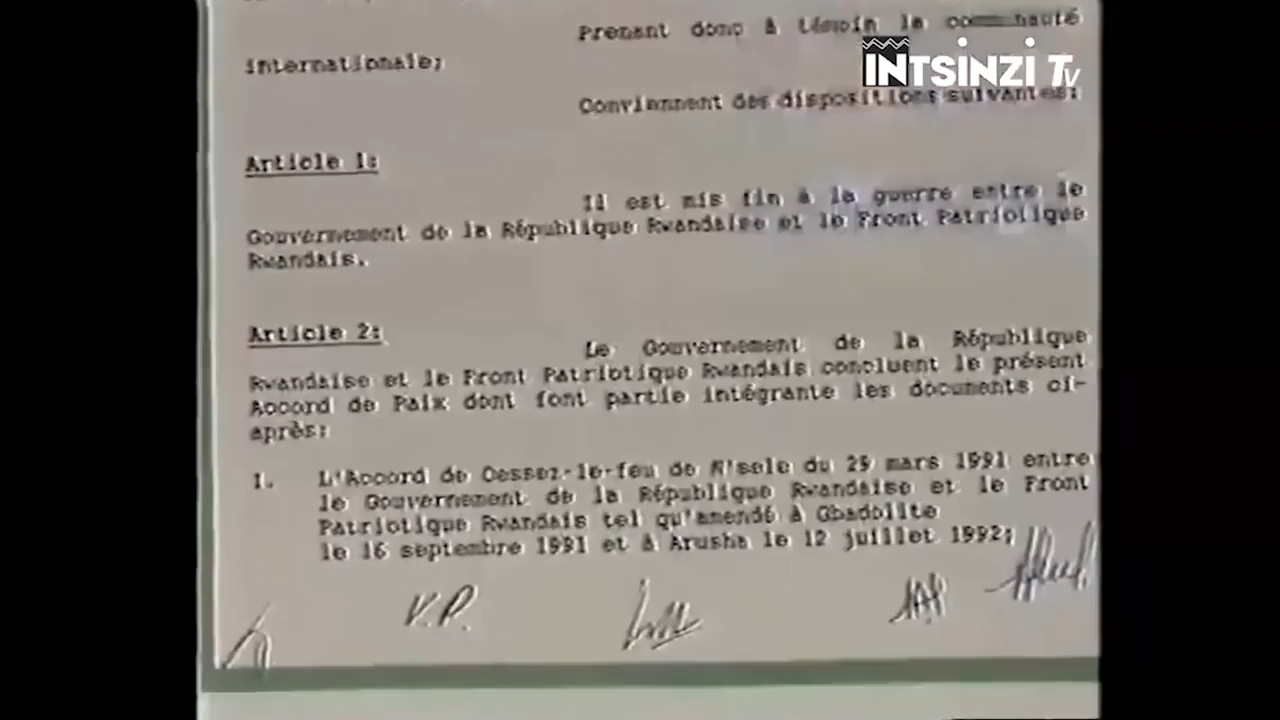 Prenant donc à témoin la communauté
internationale;
INTSINZI TV
Conviennent des dispositions suivantes:
Article 1:
Il est mis fin à la guerre entre le
Gouvernement de la République Rwandaise et le Front Patriotique
Rwandais.
Article 2:
Le Gouvernement de la République
Rwandaise et le Front Patriotique Rwandais concluent le présent
Accord de Paix dont font partie intégrante les documents ci-
après:
1. L'Accord de Cessez-le-feu de N'sele du 29 mars 1991 entre
le Gouvernement de la République Rwandaise et le Front
Patriotique Rwandais tel qu'amendé à Gbadolite
le 16 septembre 1991 et à Arusha le 12 juillet 1992;
V.P.